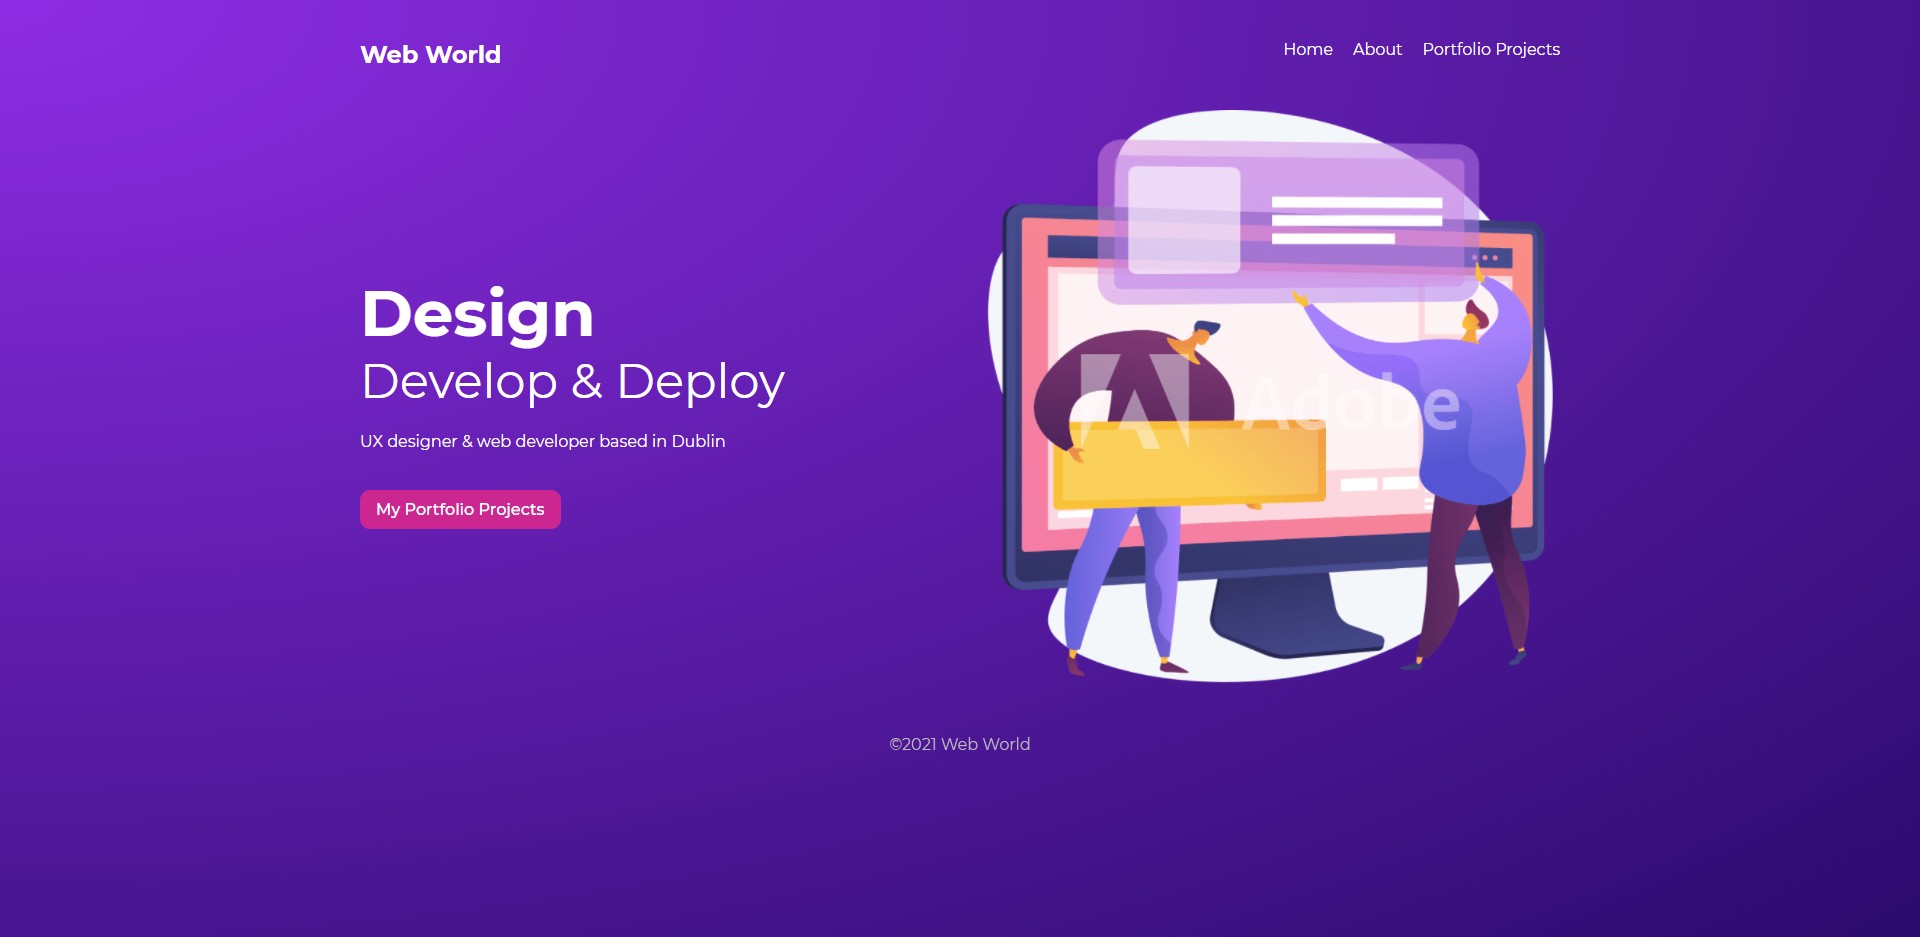 Web World
Home About Portfolio Projects
Design
Develop & Deploy
UX designer & web developer based in Dublin
My Portfolio Projects
Adobe
©2021 Web World